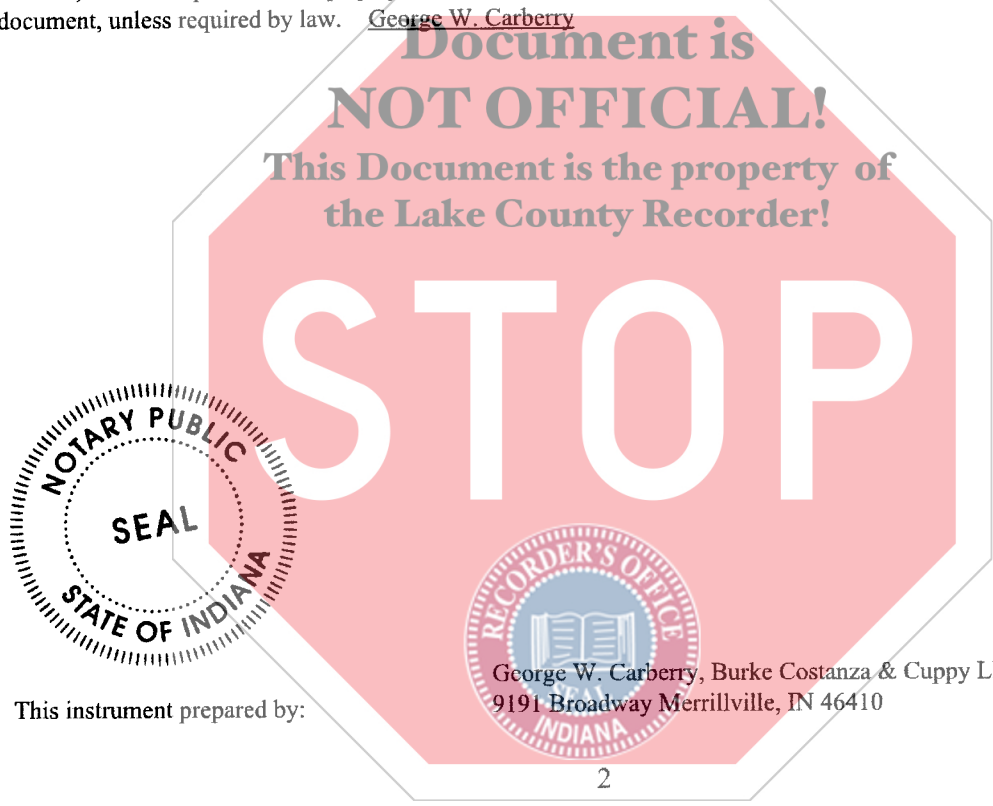 document, unless required by law. George W. Carberry
Document is
NOT OFFICIAL!
This Document is the property of
the Lake County Recorder!
STOP
NOTARY PUBLIC
SEAL
STATE OF INDIANA
RECORDER'S OFFICE
SEAL
INDIANA
George W. Carberry, Burke Costanza & Cuppy L
This instrument prepared by:
9191 Broadway Merrillville, IN 46410
2